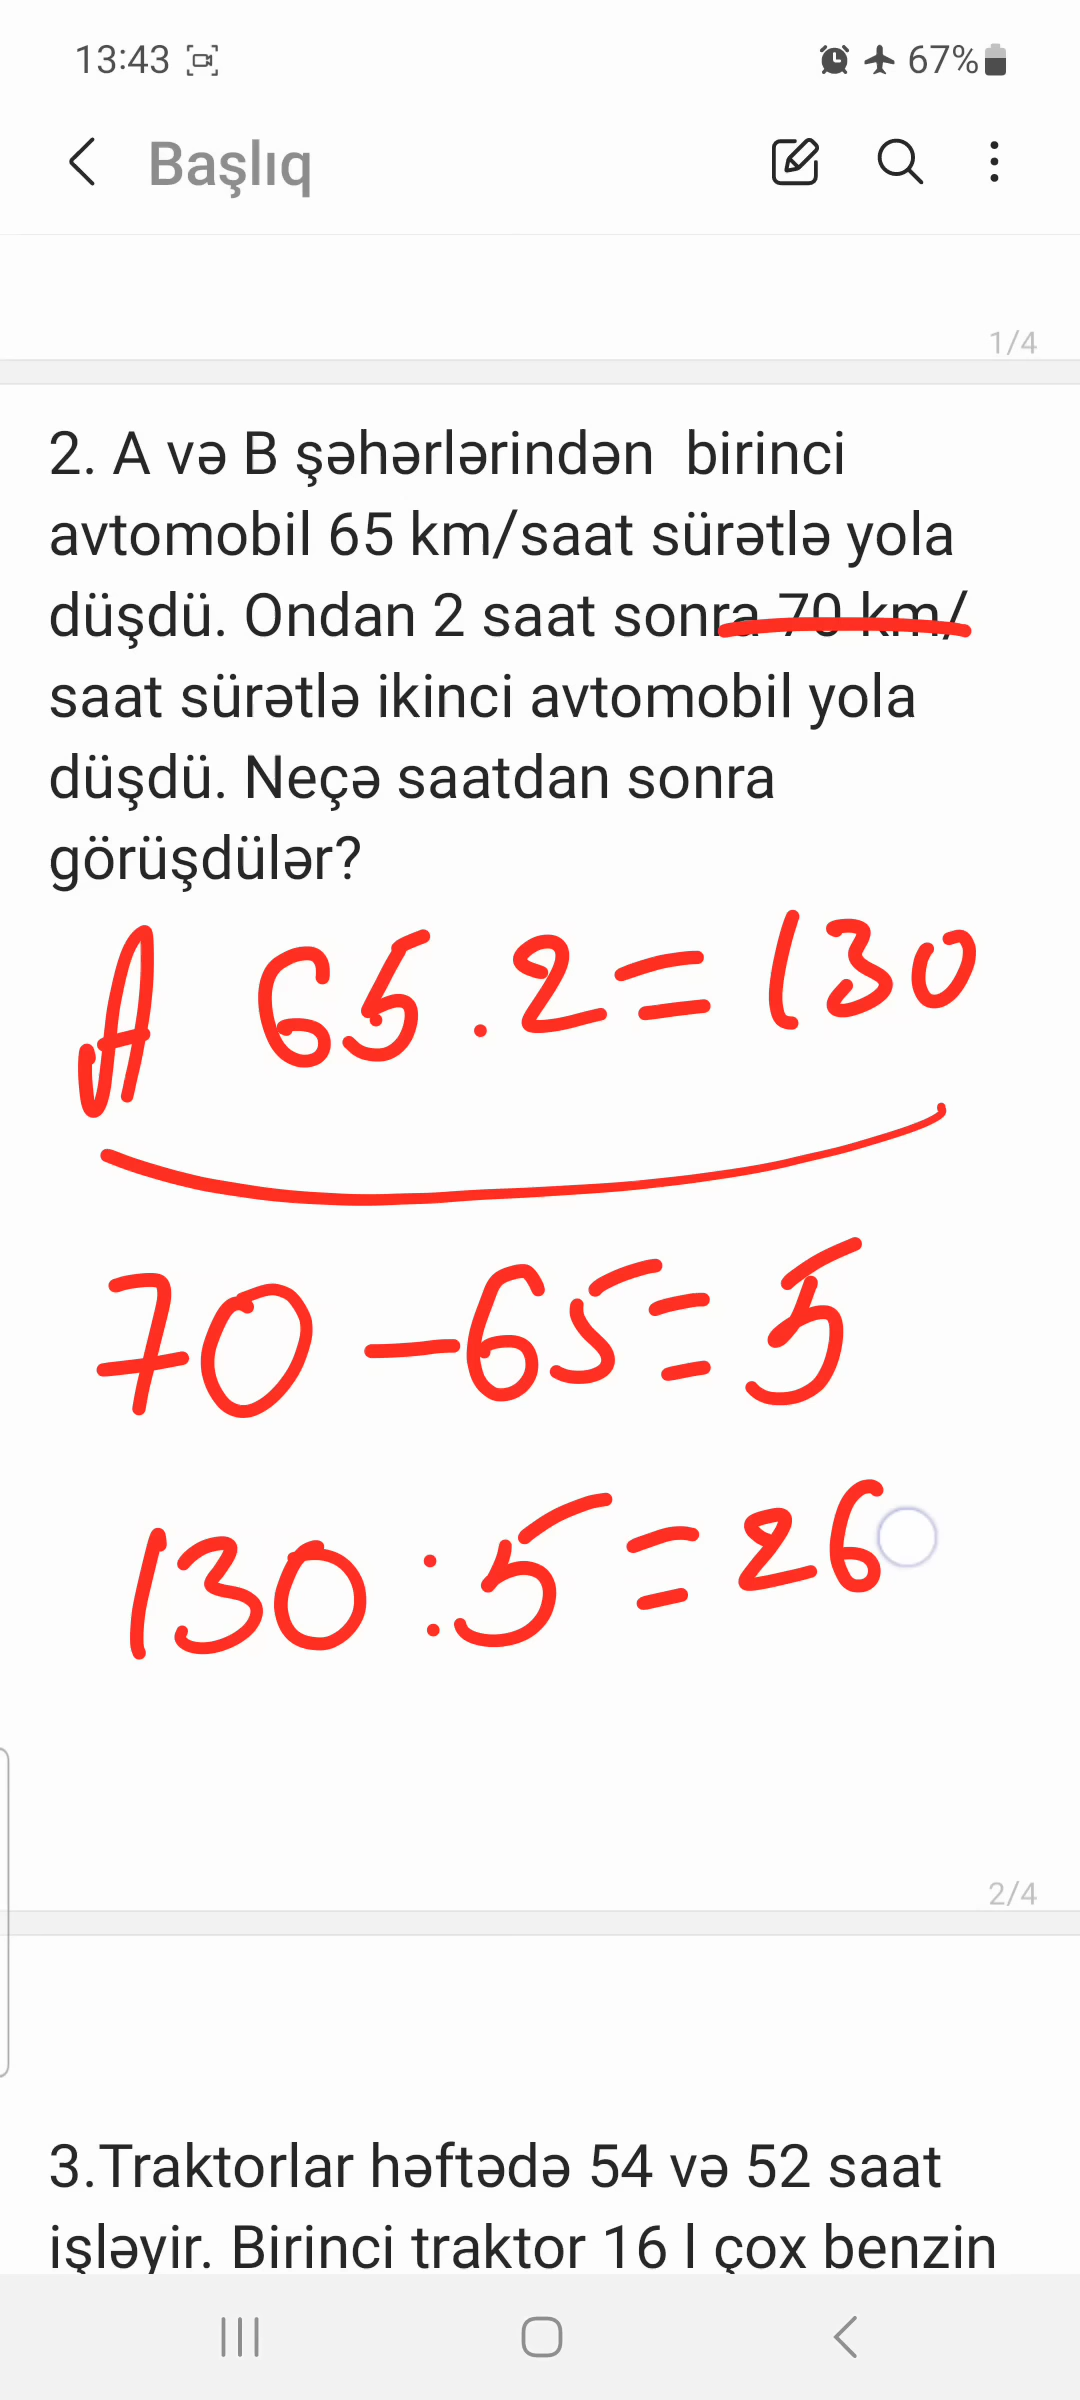 13:43 67%
Başlıq
1/4
2. A və B şəhərlərindən birinci
avtomobil 65 km/saat sürətlə yola
düşdü. Ondan 2 saat sonra 70 km/
saat sürətlə ikinci avtomobil yola
düşdü. Neçə saatdan sonra
görüşdülər?
A 65.2=130
70-65=5
130:5=26
2/4
3.Traktorlar həftədə 54 və 52 saat
işləyir. Birinci traktor 16 l çox benzin